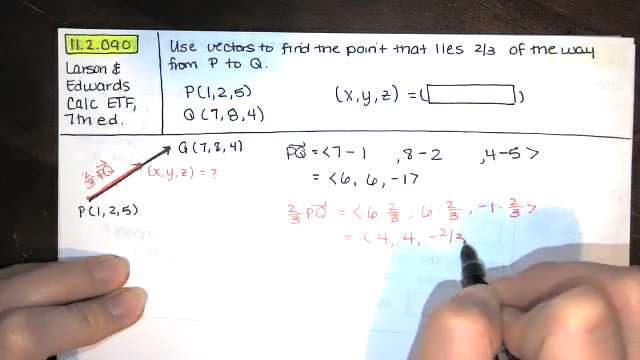 11.2.090
Larson &
Edwards
Calc ETF,
7th ed.
Use vectors to find the point that lies 2/3 of the way
from P to Q.
P(1,2,5)
Q(7,8,4)
(x,y,z) = ( )
Q(7,8,4)
2/3 PQ
(x,y,z) = ?
P(1,2,5)
PQ = <7-1 , 8-2 , 4-5>
= <6, 6, -1>
2/3 PQ = <6 · 2/3 , 6 · 2/3 , -1 · 2/3>
= < 4, 4, -2/3